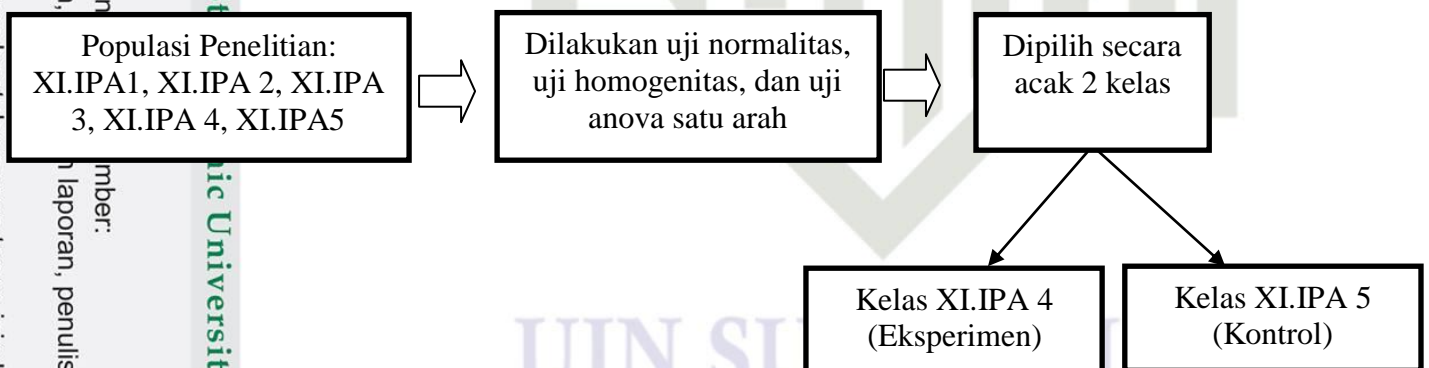 Populasi Penelitian:
XI.IPA1, XI.IPA 2, XI.IPA
3, XI.IPA 4, XI.IPA5
Dilakukan uji normalitas,
uji homogenitas, dan uji
anova satu arah
Dipilih secara
acak 2 kelas
Kelas XI.IPA 4
(Eksperimen)
Kelas XI.IPA 5
(Kontrol)
mber:
laporan, penulis
ic Universit
UIN SU